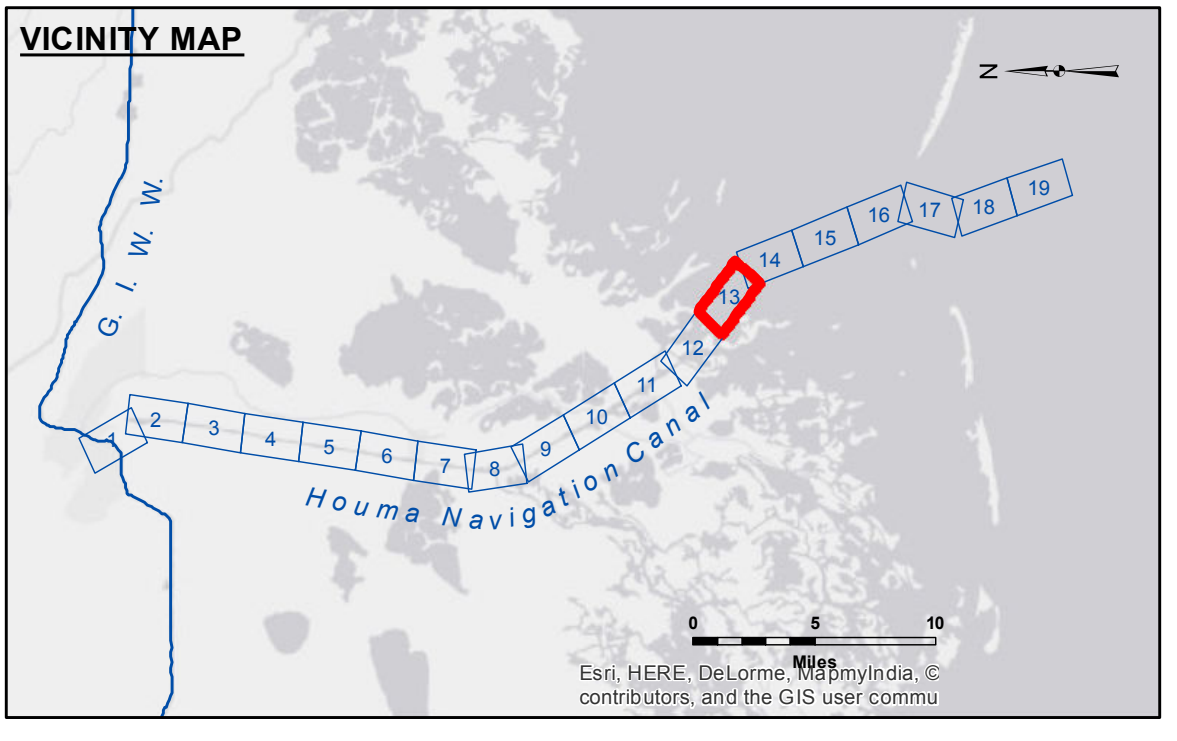 VICINITY MAP
N
G. I. W. W.
1
2
3
4
5
6
7
8
9
10
11
12
13
14
15
16
17
18
19
Houma Navigation Canal
0 5 10
Miles
Esri, HERE, DeLorme, MapmyIndia, ©
contributors, and the GIS user commu